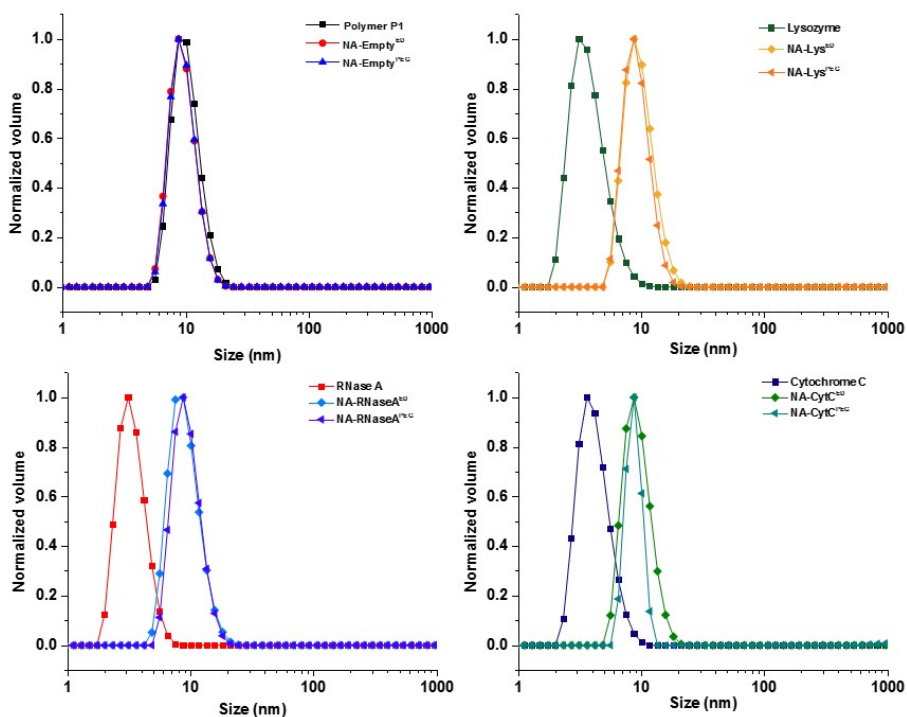 Polymer P1
NA-Empty^ED
NA-Empty^PEG
1.0
0.8
0.6
0.4
0.2
0.0
Normalized volume
1 10 100 1000
Size (nm)
Lysozyme
NA-Lys^ED
NA-Lys^PEG
1.0
0.8
0.6
0.4
0.2
0.0
Normalized volume
1 10 100 1000
Size (nm)
RNase A
NA-RNaseA^ED
NA-RNaseA^PEG
1.0
0.8
0.6
0.4
0.2
0.0
Normalized volume
1 10 100 1000
Size (nm)
Cytochrome C
NA-CytC^ED
NA-CytC^PEG
1.0
0.8
0.6
0.4
0.2
0.0
Normalized volume
1 10 100 1000
Size (nm)